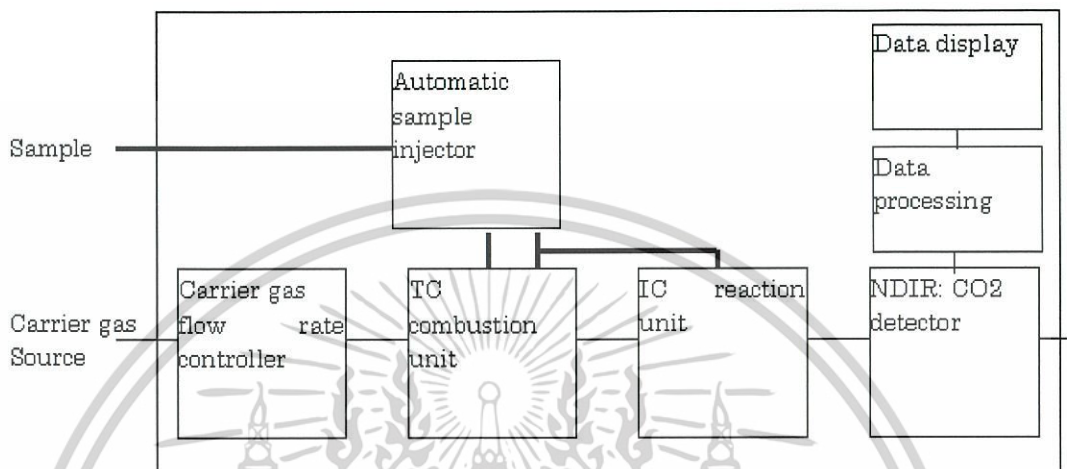 Data display
Automatic
sample
injector
Sample
Data
processing
Carrier gas
flow rate
controller
TC
combustion
unit
IC reaction
unit
NDIR: CO2
detector
Carrier gas
Source